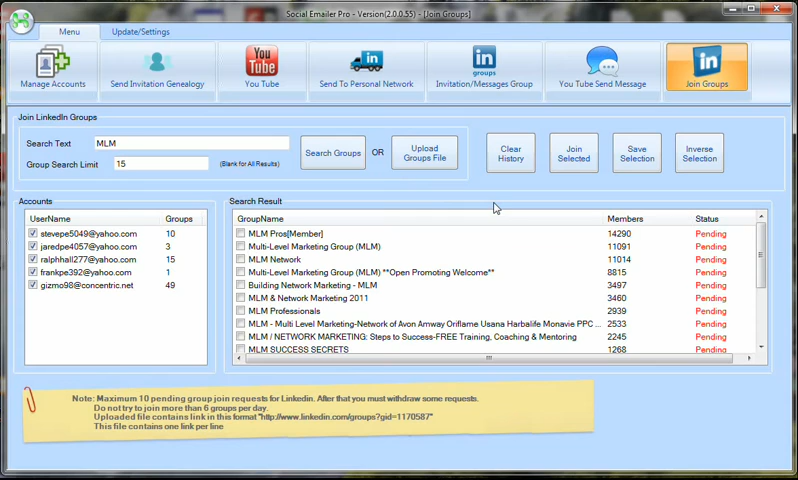 Social Emailer Pro - Version(2.0.0.55) - [Join Groups]
Menu
Update/Settings
You Tube
in
in groups
in
Manage Accounts
Send Invitation Genealogy
You Tube
Send To Personal Network
Invitation/Messages Group
You Tube Send Message
Join Groups
Join LinkedIn Groups
Search Text
MLM
Group Search Limit
15
(Blank for All Results)
Search Groups
OR
Upload Groups File
Clear History
Join Selected
Save Selection
Inverse Selection
Accounts
UserName Groups
stevepe5049@yahoo.com 10
jaredpe4057@yahoo.com 3
ralphhall277@yahoo.com 15
frankpe392@yahoo.com 1
gizmo98@concentric.net 49
Search Result
GroupName Members Status
MLM Pros[Member] 14290 Pending
Multi-Level Marketing Group (MLM) 11091 Pending
MLM Network 11014 Pending
Multi-Level Marketing Group (MLM) **Open Promoting Welcome** 8815 Pending
Building Network Marketing - MLM 3497 Pending
MLM & Network Marketing 2011 3460 Pending
MLM Professionals 2939 Pending
MLM - Multi Level Marketing-Network of Avon Amway Oriflame Usana Harbalife Monavie PPC ... 2533 Pending
MLM / NETWORK MARKETING: Steps to Success-FREE Training, Coaching & Mentoring 2245 Pending
MLM SUCCESS SECRETS 1268 Pending
Note: Maximum 10 pending group join requests for Linkedin. After that you must withdraw some requests.
Do not try to join more than 6 groups per day.
Uploaded file contains link in this format "http://www.linkedin.com/groups?gid=1170587"
This file contains one link per line